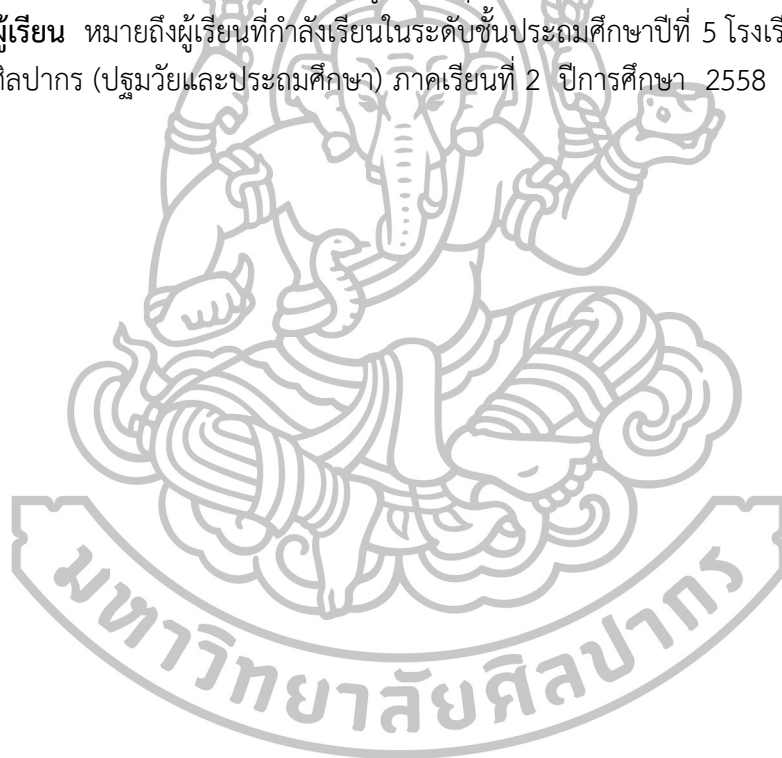 ผู้เรียน หมายถึงผู้เรียนที่กำลังเรียนในระดับชั้นประถมศึกษาปีที่ 5
ศิลปากร (ปฐมวัยและประถมศึกษา) ภาคเรียนที่ 2 ปีการศึกษา 2558
มหาวิทยาลัยศิลปากร